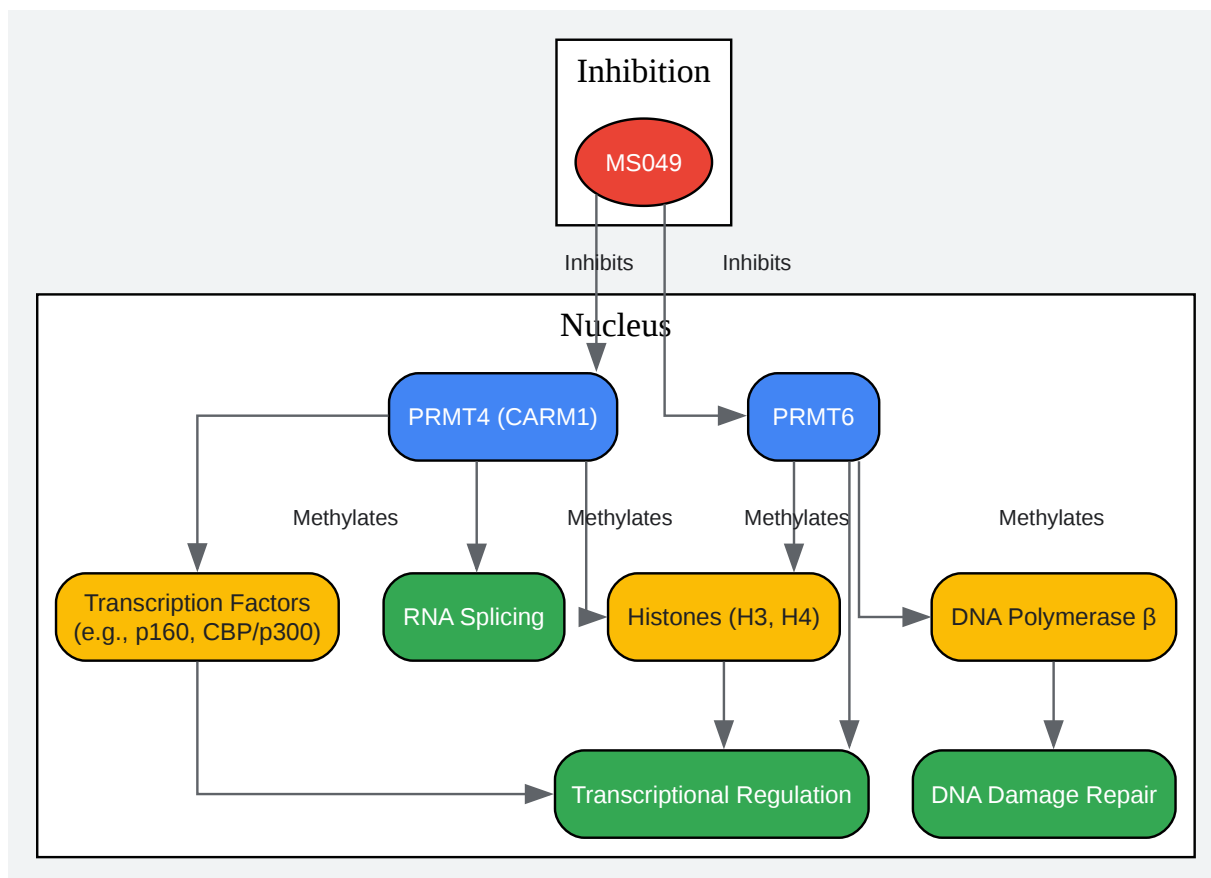 Inhibition
MS049
Inhibits
Inhibits
Nucleus
PRMT4 (CARM1)
PRMT6
Methylates
Methylates
Methylates
Methylates
Transcription Factors
(e.g., p160, CBP/p300)
RNA Splicing
Histones (H3, H4)
DNA Polymerase β
Transcriptional Regulation
DNA Damage Repair